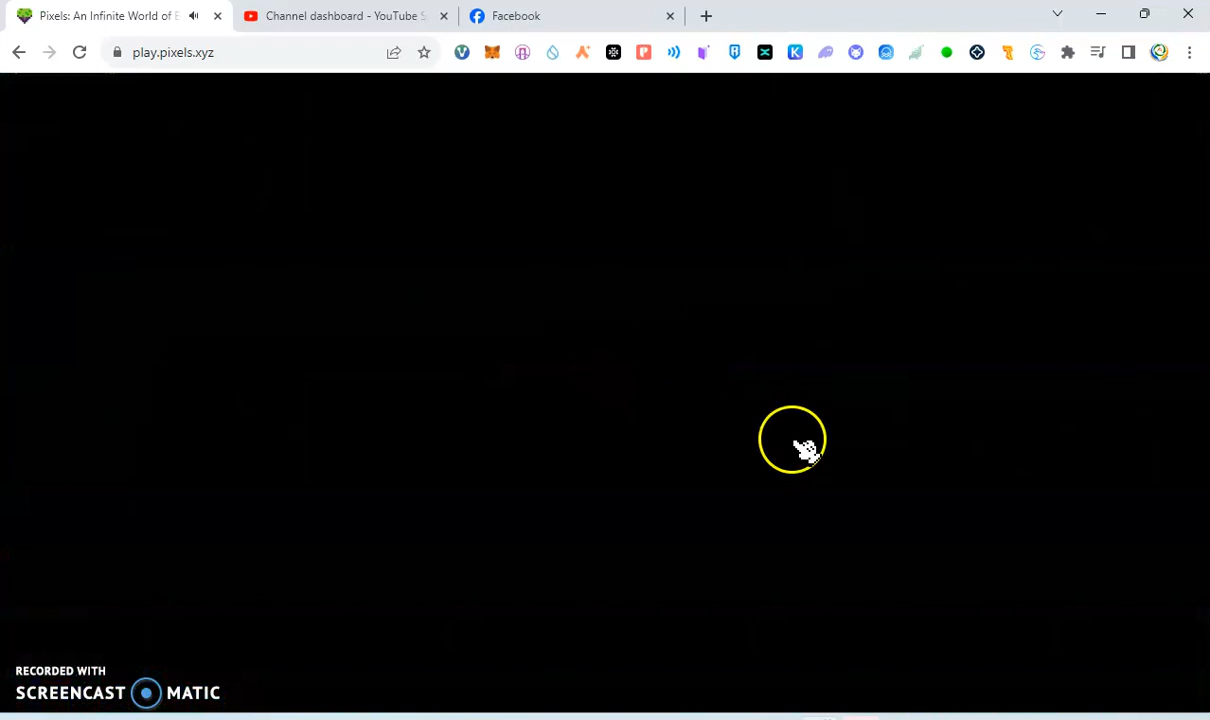 Pixels: An Infinite World of E
Channel dashboard - YouTube S
Facebook
play.pixels.xyz
RECORDED WITH
SCREENCAST MATIC